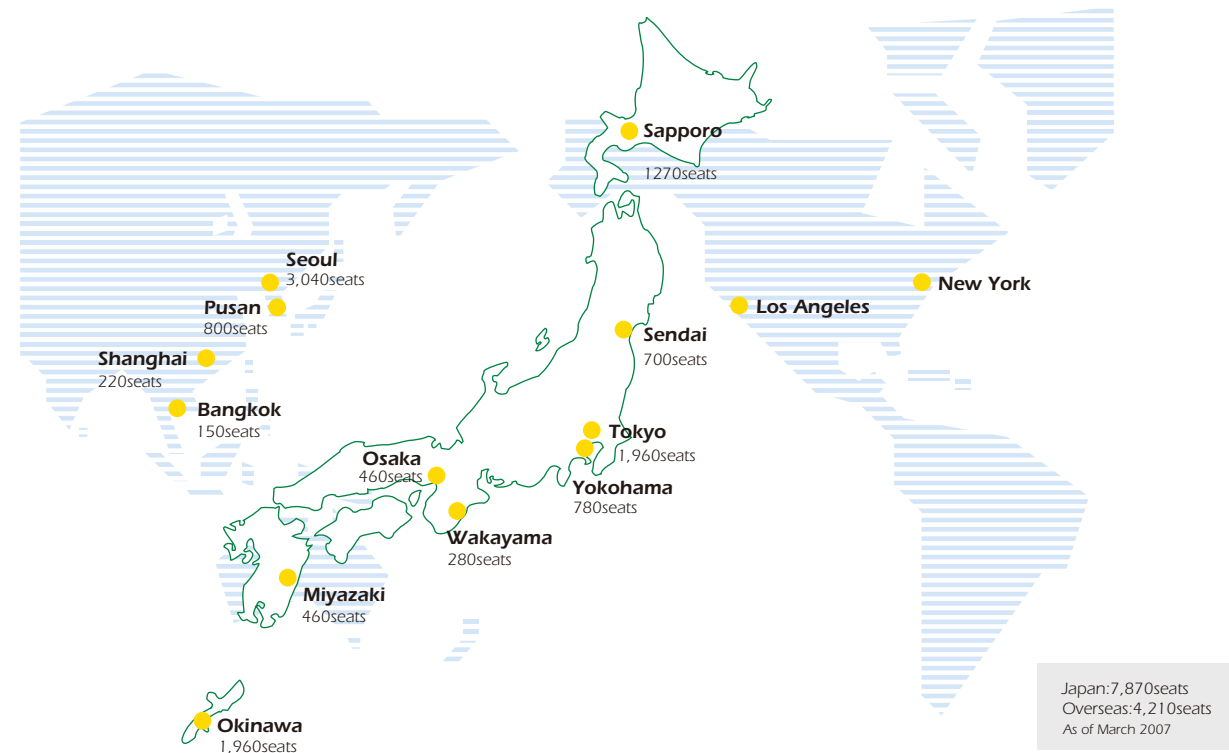 Sapporo
1270seats
Seoul
3,040seats
Pusan
800seats
New York
Los Angeles
Sendai
700seats
Shanghai
220seats
Bangkok
150seats
Tokyo
1,960seats
Osaka
460seats
Yokohama
780seats
Wakayama
280seats
Miyazaki
460seats
Okinawa
1,960seats
Japan:7,870seats
Overseas:4,210seats
As of March 2007